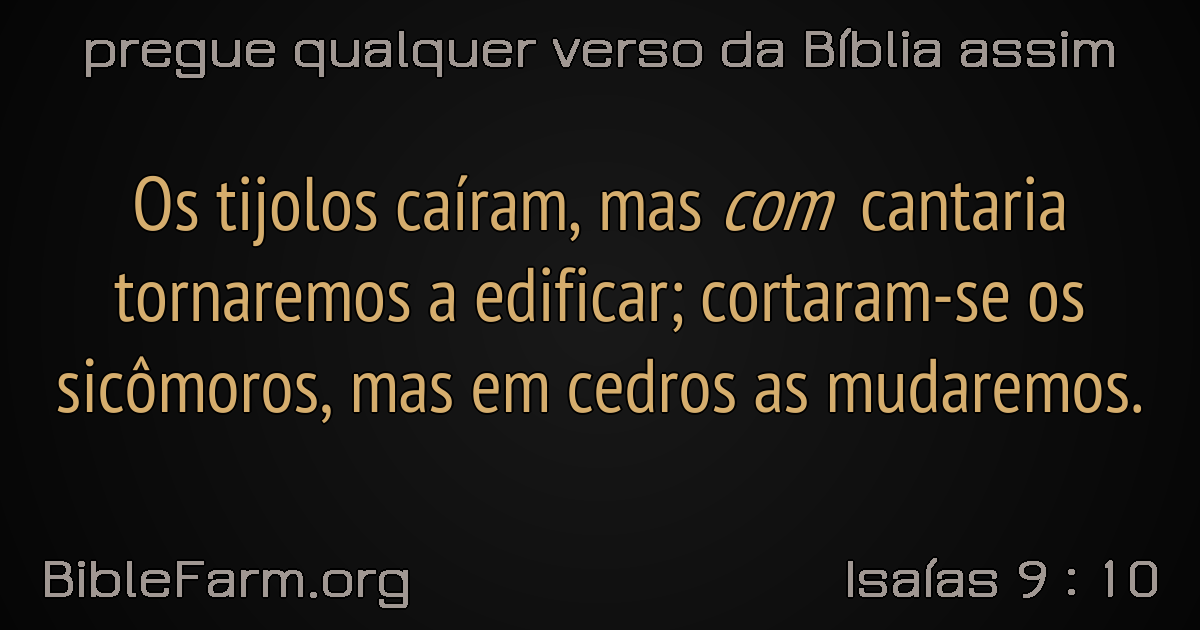 pregue qualquer verso da Bíblia assim
Os tijolos caíram, mas com cantaria
tornaremos a edificar; cortaram-se os
sicômoros, mas em cedros as mudaremos.
BibleFarm.org
Isaías 9 : 10